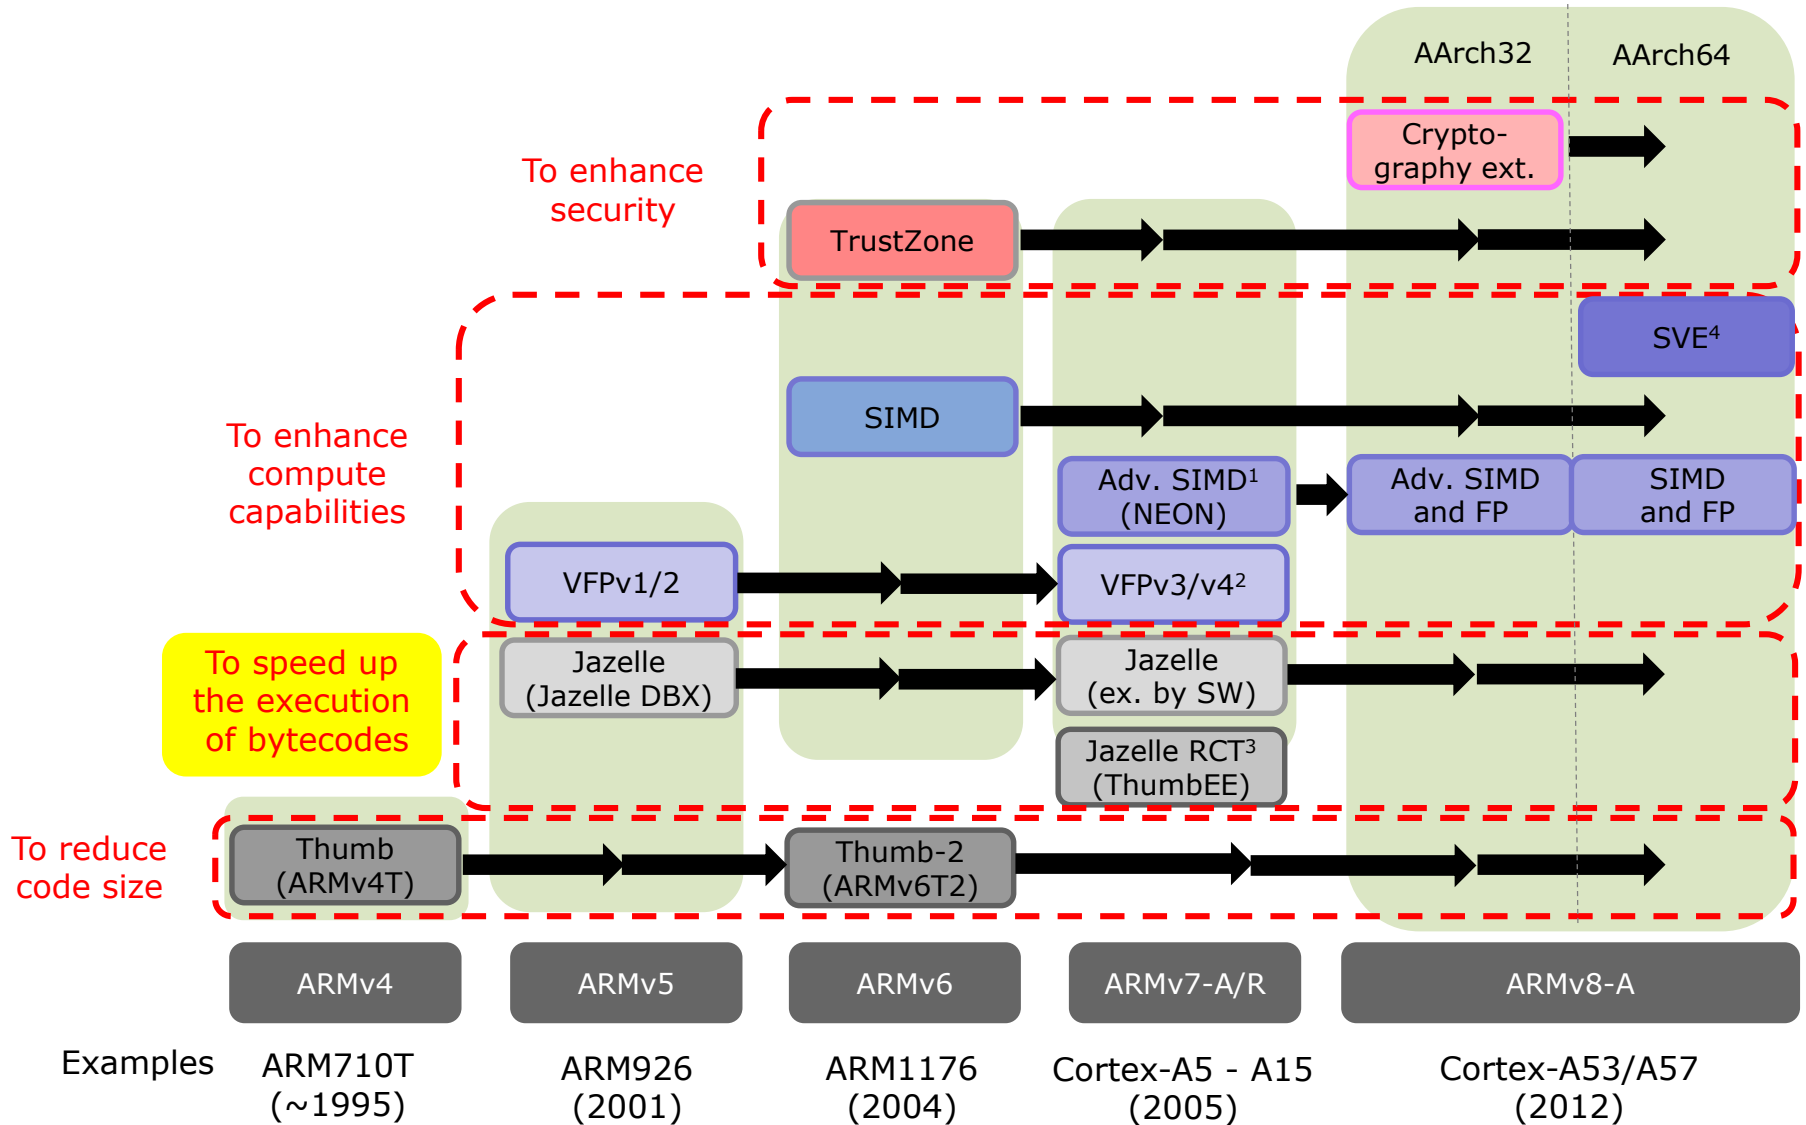 AArch32
AArch64
To enhance
security
Crypto-
graphy ext.
TrustZone
To enhance
compute
capabilities
SVE⁴
SIMD
Adv. SIMD¹
(NEON)
Adv. SIMD
and FP
SIMD
and FP
VFPv1/2
VFPv3/v4²
To speed up
the execution
of bytecodes
Jazelle
(Jazelle DBX)
Jazelle
(ex. by SW)
Jazelle RCT³
(ThumbEE)
To reduce
code size
Thumb
(ARMv4T)
Thumb-2
(ARMv6T2)
ARMv4
ARMv5
ARMv6
ARMv7-A/R
ARMv8-A
Examples
ARM710T
(~1995)
ARM926
(2001)
ARM1176
(2004)
Cortex-A5 - A15
(2005)
Cortex-A53/A57
(2012)